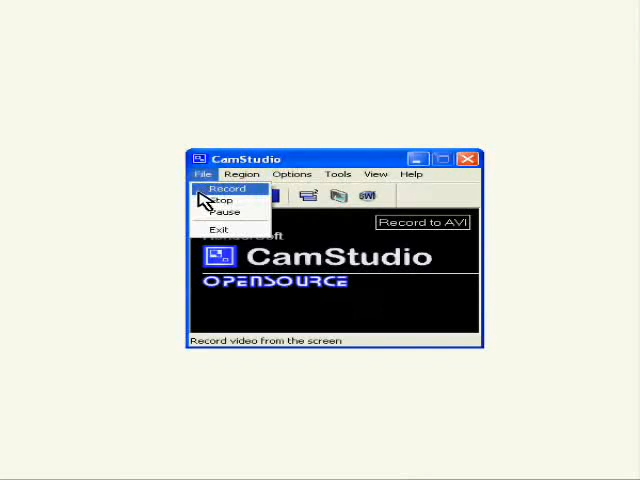 CamStudio
File Region Options Tools View Help
Record
Stop
Pause
Exit
Record to AVI
CamStudio
OPENSOURCE
Record video from the screen